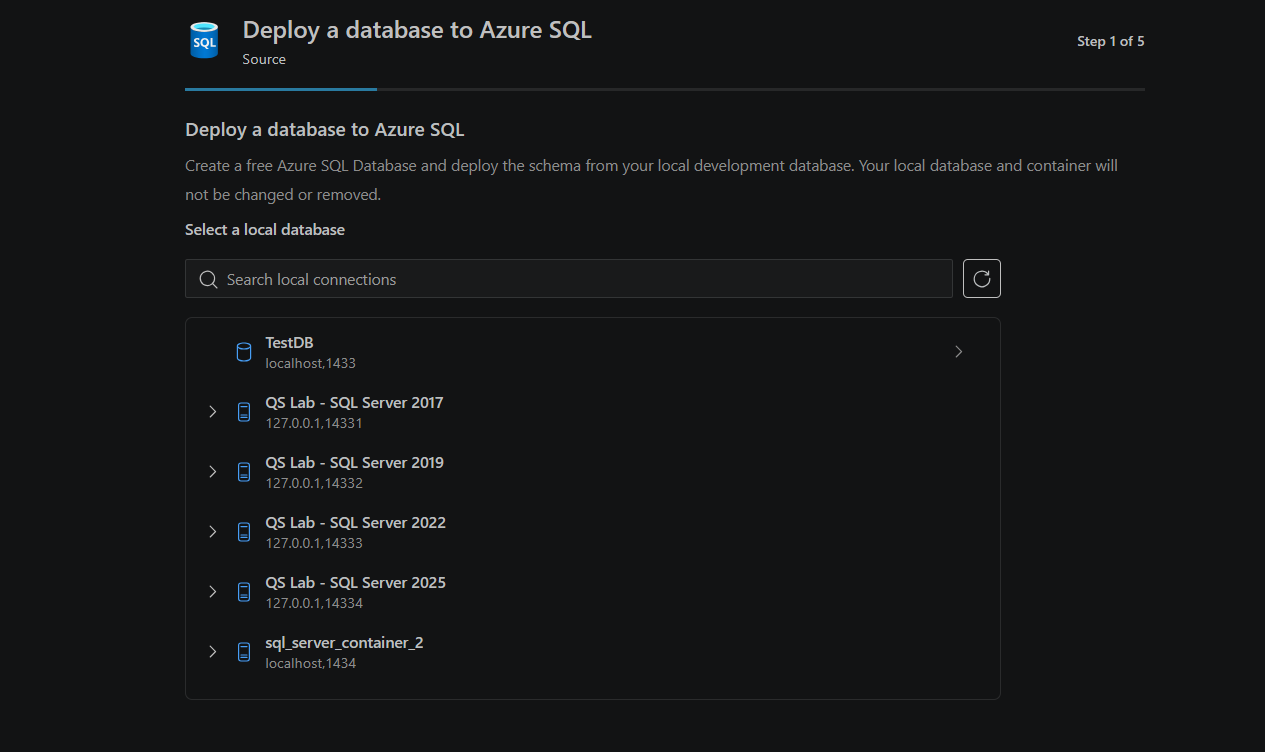 SQL
Deploy a database to Azure SQL
Source
Step 1 of 5
Deploy a database to Azure SQL
Create a free Azure SQL Database and deploy the schema from your local development database. Your local database and container will
not be changed or removed.
Select a local database
Search local connections
TestDB
localhost,1433
QS Lab - SQL Server 2017
127.0.0.1,14331
QS Lab - SQL Server 2019
127.0.0.1,14332
QS Lab - SQL Server 2022
127.0.0.1,14333
QS Lab - SQL Server 2025
127.0.0.1,14334
sql_server_container_2
localhost,1434